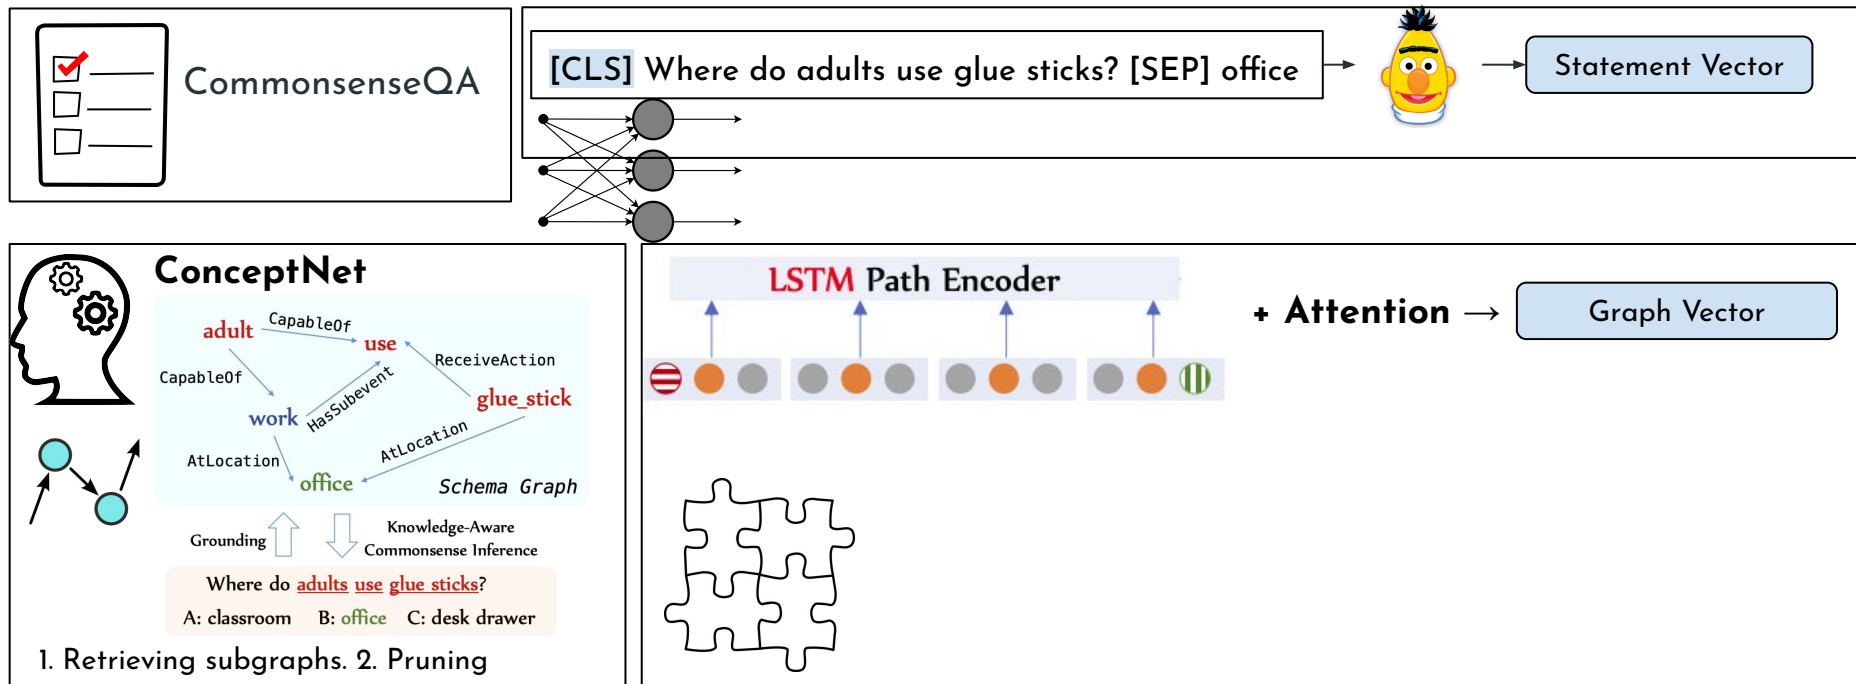 CommonsenseQA
[CLS] Where do adults use glue sticks? [SEP] office
Statement Vector
ConceptNet
adult
CapableOf
use
ReceiveAction
CapableOf
HasSubevent
glue_stick
work
AtLocation
AtLocation
office
Schema Graph
Grounding
Knowledge-Aware
Commonsense Inference
Where do adults use glue sticks?
A: classroom B: office C: desk drawer
1. Retrieving subgraphs. 2. Pruning
LSTM Path Encoder
+ Attention →
Graph Vector